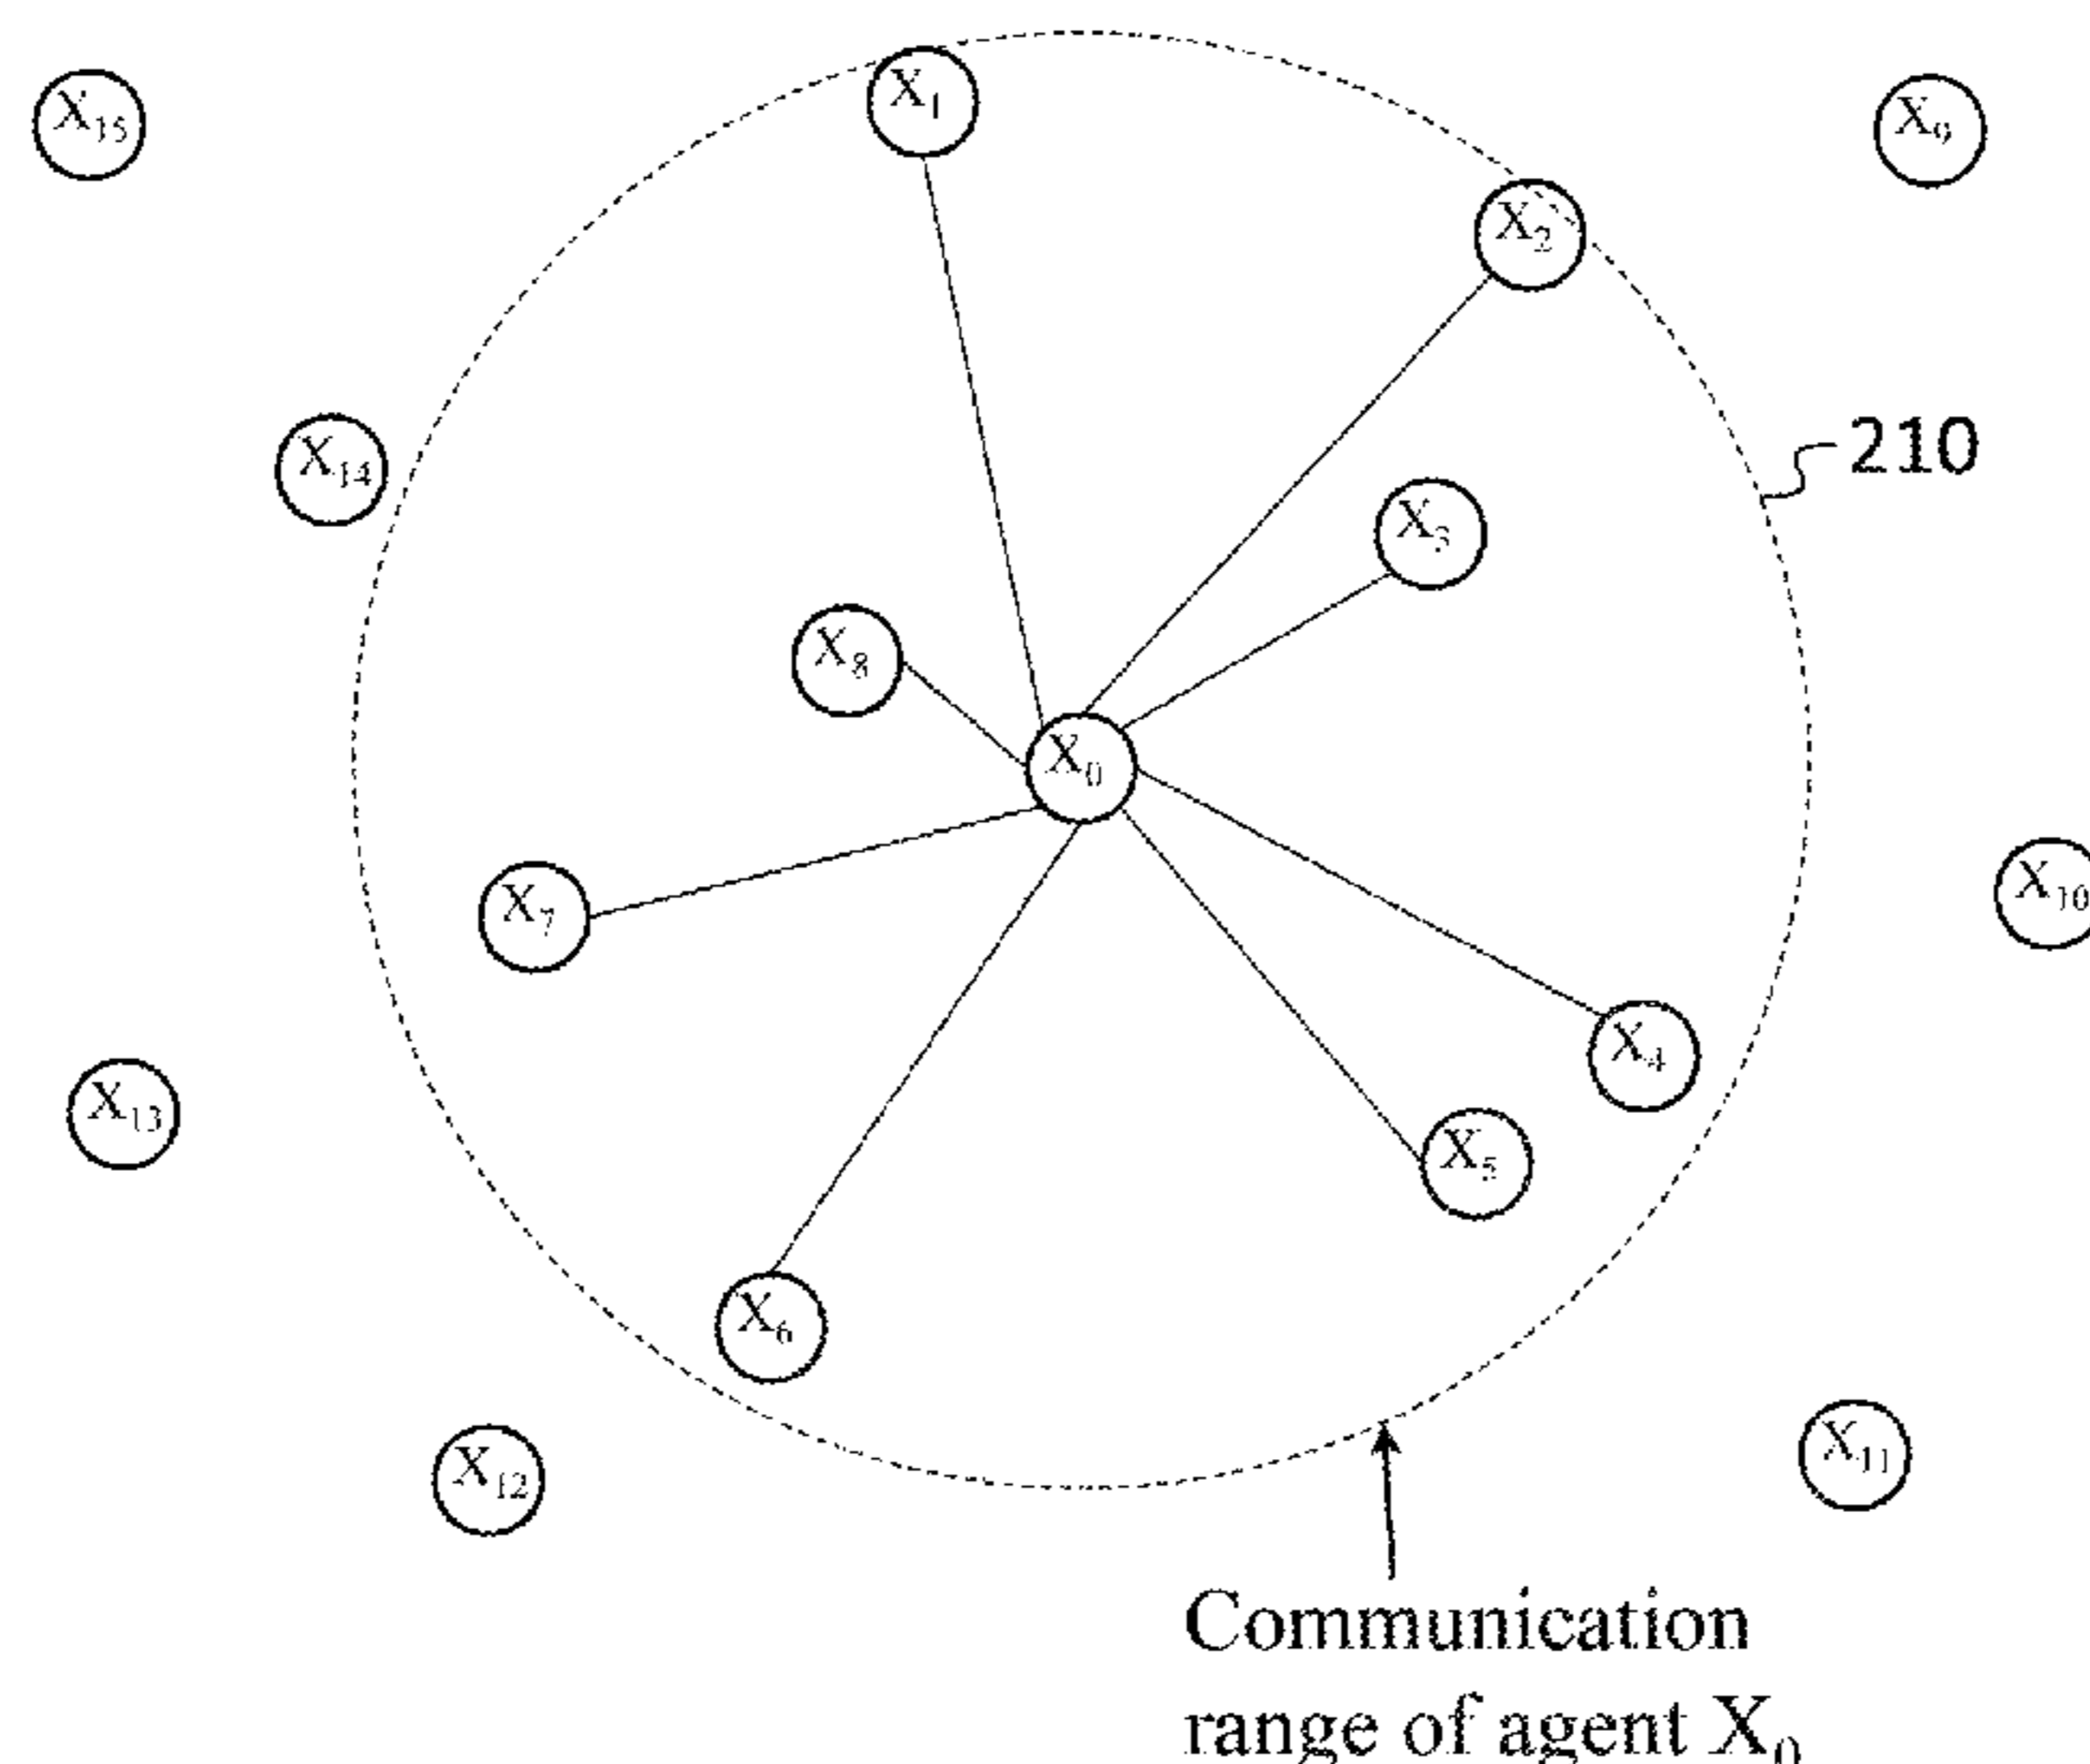 X₁
X₁₅
X₉
X₂
210
X₁₄
X₃
X₈
X₀
X₁₀
X₇
X₄
X₁₃
X₅
X₆
X₁₁
X₁₂
Communication
range of agent X₀